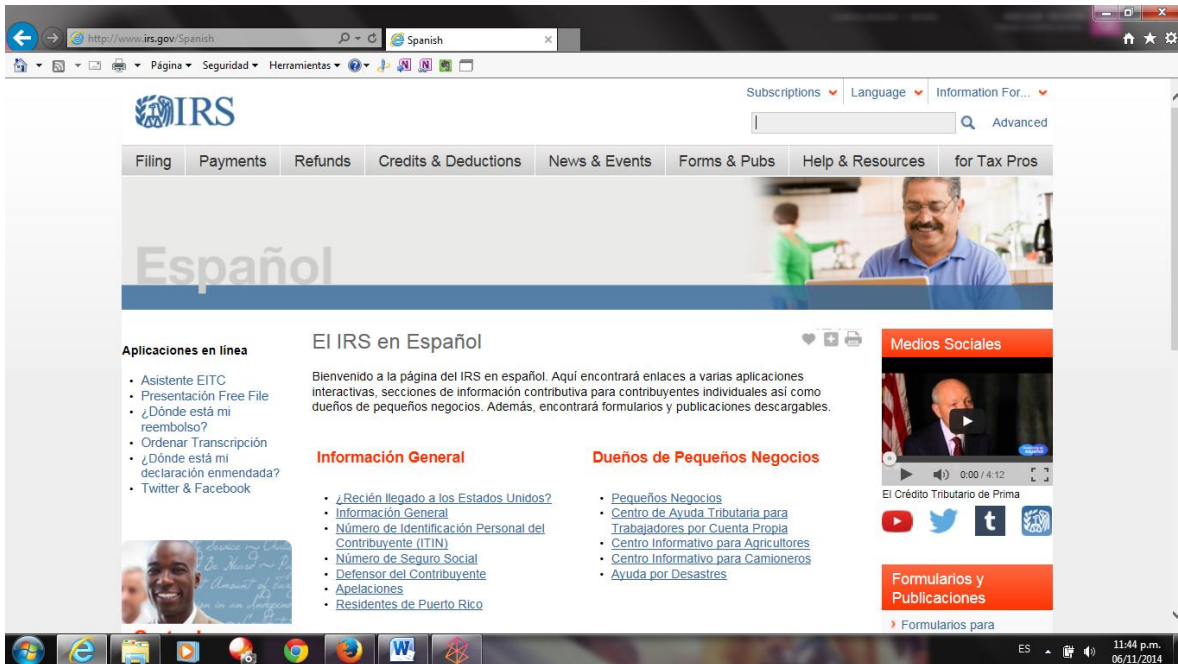 http://www.irs.gov/Spanish
Spanish
Página Seguridad Herramientas
IRS
Subscriptions Language Information For...
Advanced
Filing Payments Refunds Credits & Deductions News & Events Forms & Pubs Help & Resources for Tax Pros
Español
Aplicaciones en línea
• Asistente EITC
• Presentación Free File
• ¿Dónde está mi
reembolso?
• Ordenar Transcripción
• ¿Dónde está mi
declaración enmendada?
• Twitter & Facebook
El IRS en Español
Bienvenido a la página del IRS en español. Aquí encontrará enlaces a varias aplicaciones
interactivas, secciones de información contributiva para contribuyentes individuales así como
dueños de pequeños negocios. Además, encontrará formularios y publicaciones descargables.
Información General
• ¿Recién llegado a los Estados Unidos?
• Información General
• Número de Identificación Personal del
Contribuyente (ITIN)
• Número de Seguro Social
• Defensor del Contribuyente
• Apelaciones
• Residentes de Puerto Rico
Dueños de Pequeños Negocios
• Pequeños Negocios
• Centro de Ayuda Tributaria para
Trabajadores por Cuenta Propia
• Centro Informativo para Agricultores
• Centro Informativo para Camioneros
• Ayuda por Desastres
Medios Sociales
0:00 / 4:12
El Crédito Tributario de Prima
Formularios y
Publicaciones
Formularios para
ES
11:44 p.m.
06/11/2014